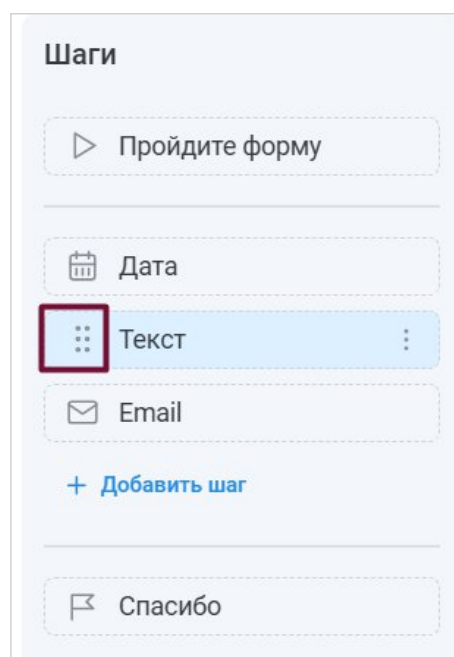 Шаги
Пройдите форму
Дата
Текст
Email
+ Добавить шаг
Спасибо